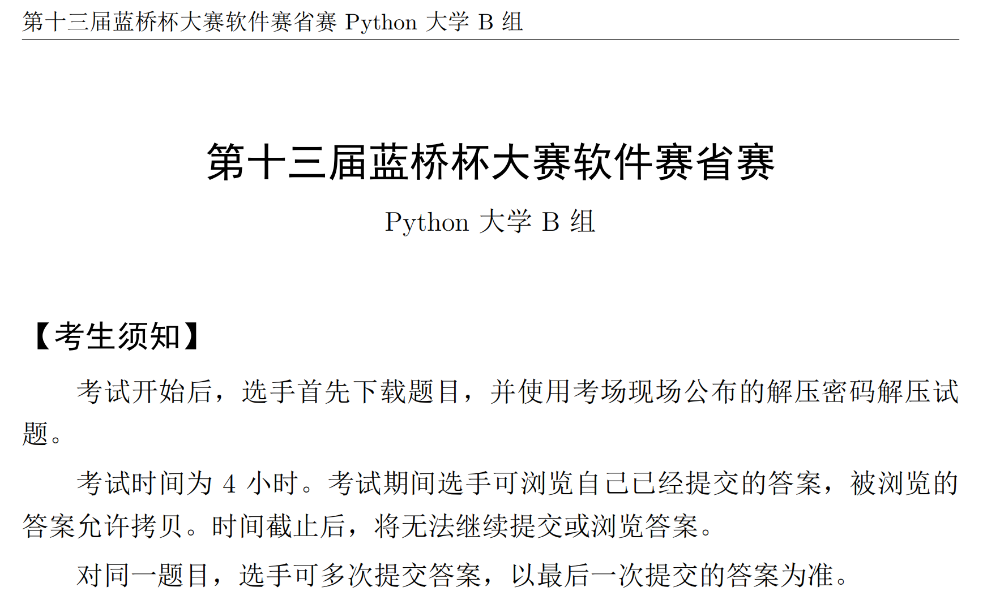 第十三届蓝桥杯大赛软件赛省赛 Python 大学 B 组
第十三届蓝桥杯大赛软件赛省赛
Python 大学 B 组
【考生须知】
考试开始后，选手首先下载题目，并使用考场现场公布的解压密码解压试
题。
考试时间为 4 小时。考试期间选手可浏览自己已经提交的答案，被浏览的
答案允许拷贝。时间截止后，将无法继续提交或浏览答案。
对同一题目，选手可多次提交答案，以最后一次提交的答案为准。